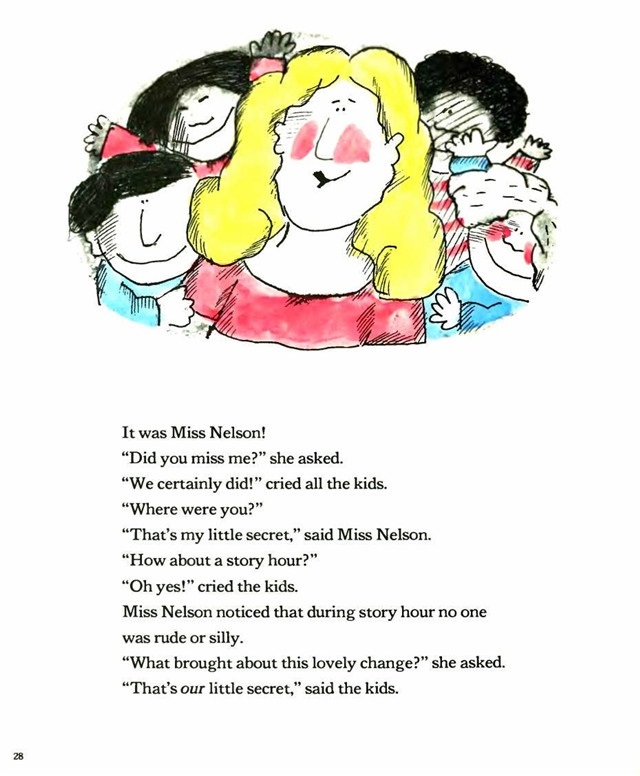 It was Miss Nelson!
“Did you miss me?” she asked.
“We certainly did!” cried all the kids.
“Where were you?”
“That’s my little secret,” said Miss Nelson.
“How about a story hour?”
“Oh yes!” cried the kids.
Miss Nelson noticed that during story hour no one
was rude or silly.
“What brought about this lovely change?” she asked.
“That’s our little secret,” said the kids.
28